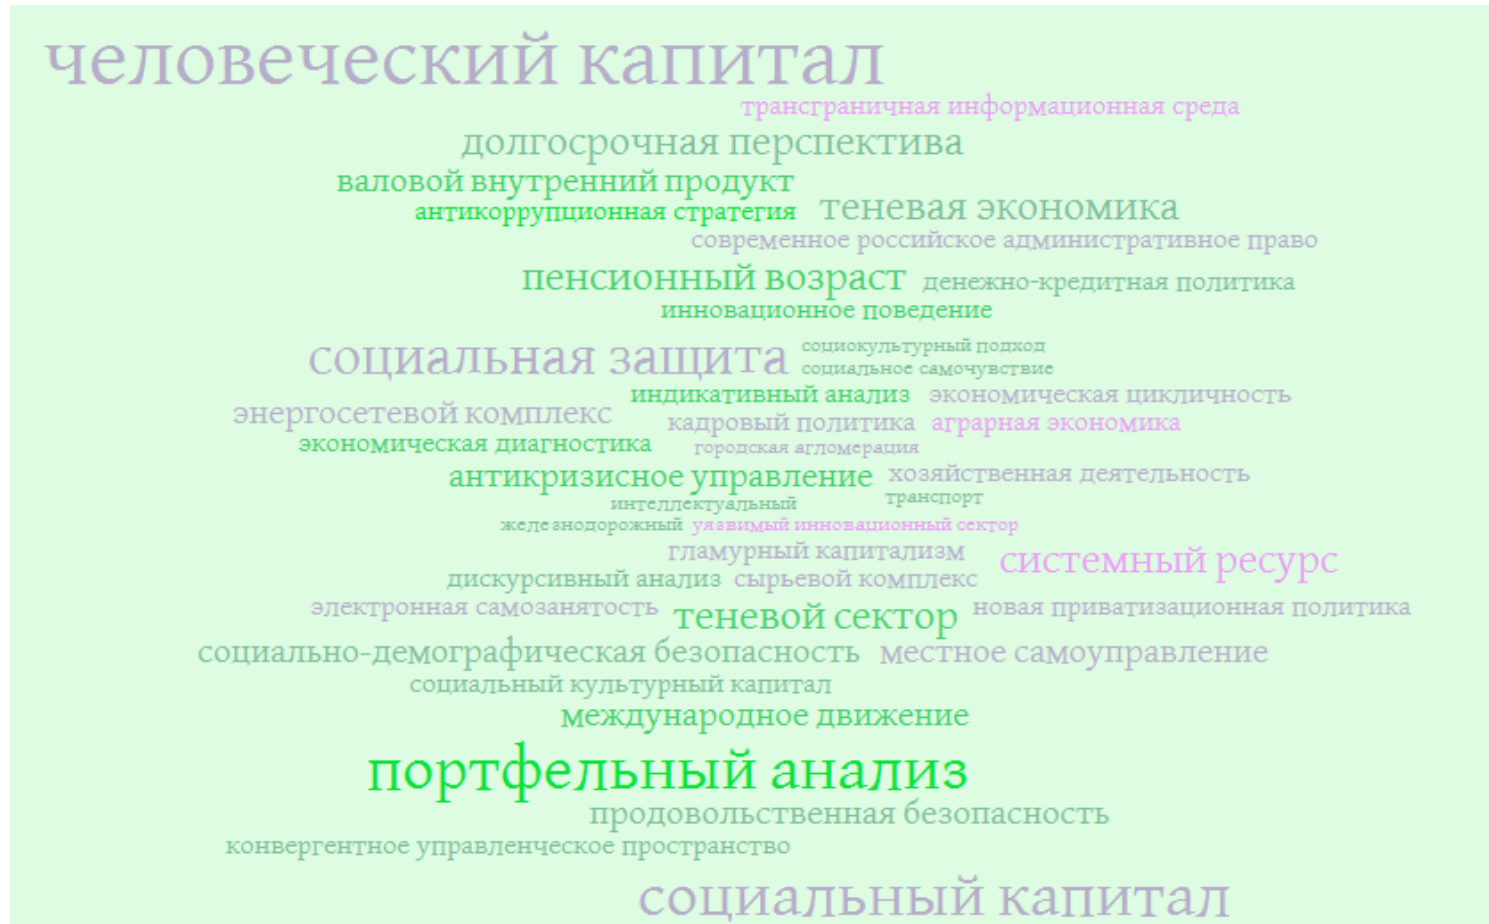 человеческий капитал
трансграничная информационная среда
долгосрочная перспектива
валовой внутренний продукт
антикоррупционная стратегия теневая экономика
современное российское административное право
пенсионный возраст денежно-кредитная политика
инновационное поведение
социальная защита социокультурный подход
социальное самочувствие
индикативный анализ экономическая цикличность
энергосетевой комплекс кадровый политика аграрная экономика
экономическая диагностика городская агломерация
антикризисное управление хозяйственная деятельность
интеллектуальный транспорт
железнодорожный уязвимый инновационный сектор
гламурный капитализм системный ресурс
дискурсивный анализ сырьевой комплекс
электронная самозанятость теневой сектор новая приватизационная политика
социально-демографическая безопасность местное самоуправление
социальный культурный капитал
международное движение
портфельный анализ
продовольственная безопасность
конвергентное управленческое пространство
социальный капитал